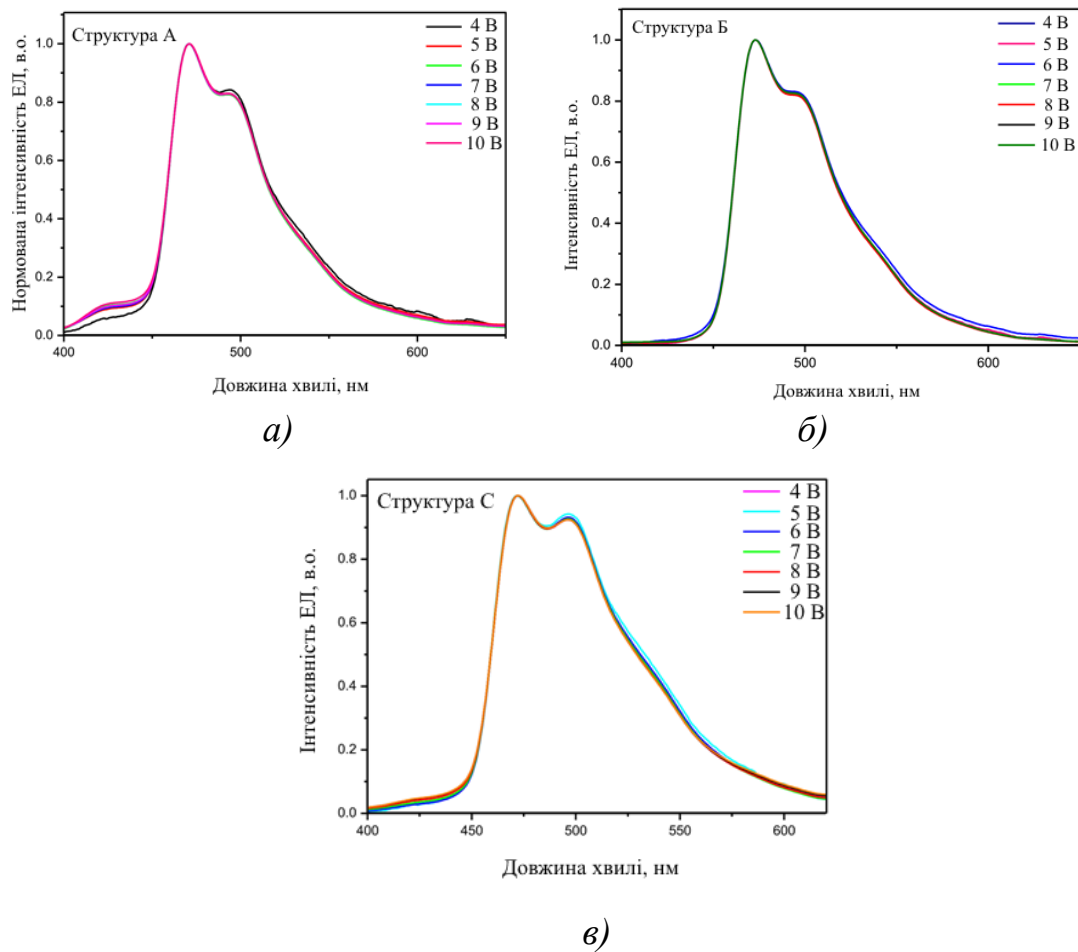 Структура А
4 В
5 В
6 В
7 В
8 В
9 В
10 В
Нормована інтенсивність ЕЛ, в.о.
1.0
0.8
0.6
0.4
0.2
0.0
400
500
600
Довжина хвилі, нм
а)
Структура Б
4 В
5 В
6 В
7 В
8 В
9 В
10 В
Інтенсивність ЕЛ, в.о.
1.0
0.8
0.6
0.4
0.2
0.0
400
500
600
Довжина хвилі, нм
б)
Структура С
4 В
5 В
6 В
7 В
8 В
9 В
10 В
Інтенсивність ЕЛ, в.о.
1.0
0.8
0.6
0.4
0.2
0.0
400
450
500
550
600
Довжина хвилі, нм
в)